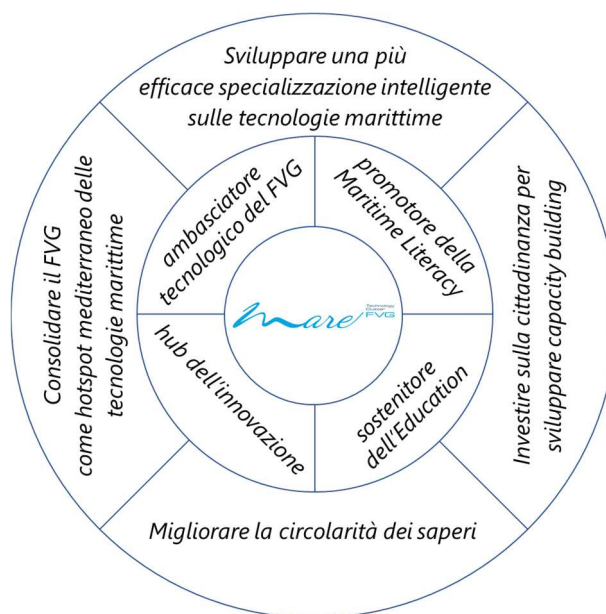 Sviluppare una più
efficace specializzazione intelligente
sulle tecnologie marittime
Consolidare il FVG
come hotspot mediterraneo delle
tecnologie marittime
ambasciatore
tecnologico del FVG
promotore della
Maritime Literacy
Investire sulla cittadinanza per
sviluppare capacity building
mare
Technology
Cluster
FVG
hub dell'innovazione
sostenitore
dell'Education
Migliorare la circolarità dei saperi